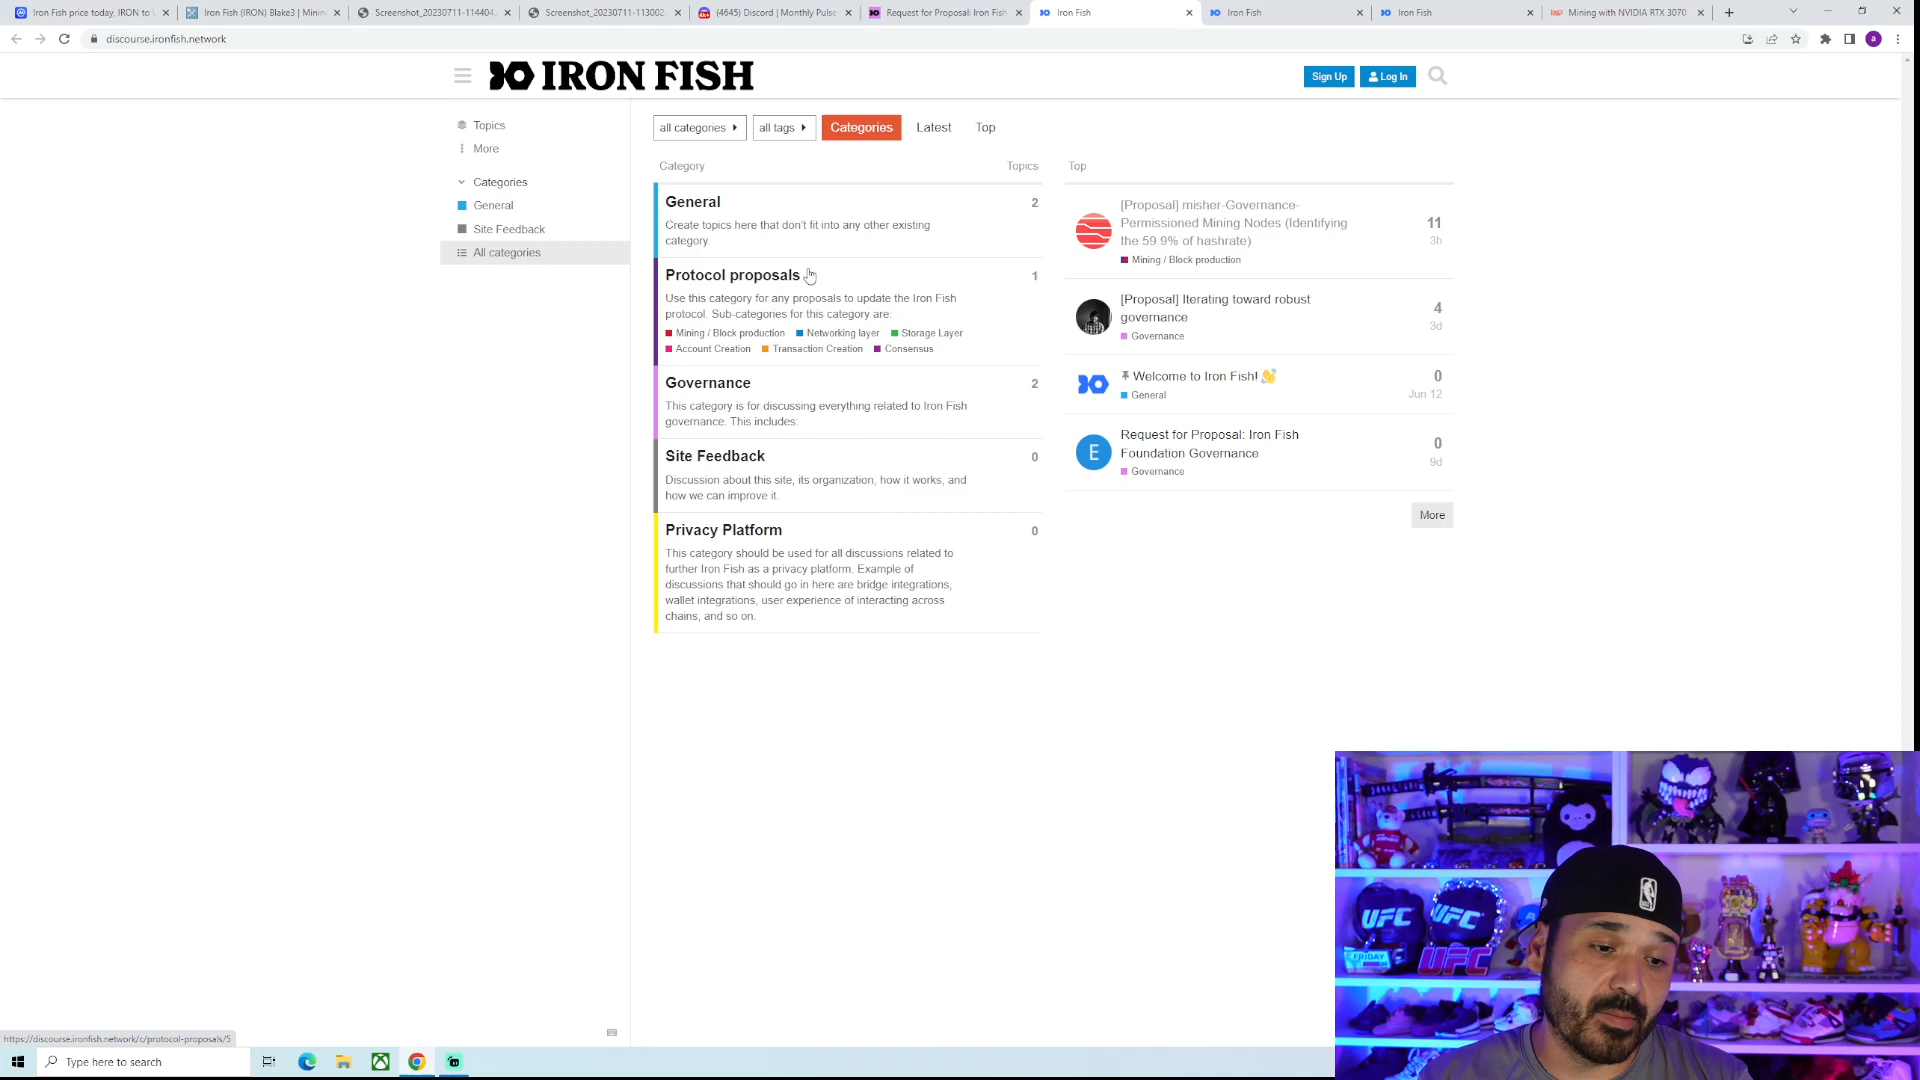 Iron Fish price today, IRON to U
Iron Fish (IRON) Blake3 | Minin
Screenshot_20230711-114404.
Screenshot_20230711-113002.
(4645) Discord | Monthly Pulse
Request for Proposal: Iron Fish
Iron Fish
Iron Fish
Iron Fish
Mining with NVIDIA RTX 3070
discourse.ironfish.network
a
IRON FISH
Sign Up
Log In
Topics
More
Categories
General
Site Feedback
All categories
all categories
all tags
Categories
Latest
Top
Category
Topics
General
2
Create topics here that don't fit into any other existing
category.
Protocol proposals
1
Use this category for any proposals to update the Iron Fish
protocol. Sub-categories for this category are:
Mining / Block production
Networking layer
Storage Layer
Account Creation
Transaction Creation
Consensus
Governance
2
This category is for discussing everything related to Iron Fish
governance. This includes:
Site Feedback
0
Discussion about this site, its organization, how it works, and
how we can improve it.
Privacy Platform
0
This category should be used for all discussions related to
further Iron Fish as a privacy platform. Example of
discussions that should go in here are bridge integrations,
wallet integrations, user experience of interacting across
chains, and so on.
Top
[Proposal] misher-Governance-
Permissioned Mining Nodes (Identifying
the 59.9% of hashrate)
Mining / Block production
11
3h
[Proposal] Iterating toward robust
governance
Governance
4
3d
Welcome to Iron Fish!
General
0
Jun 12
E
Request for Proposal: Iron Fish
Foundation Governance
Governance
0
9d
More
UFC
UFC
FRIDAY
UFC
https://discourse.ironfish.network/c/protocol-proposals/5
Type here to search